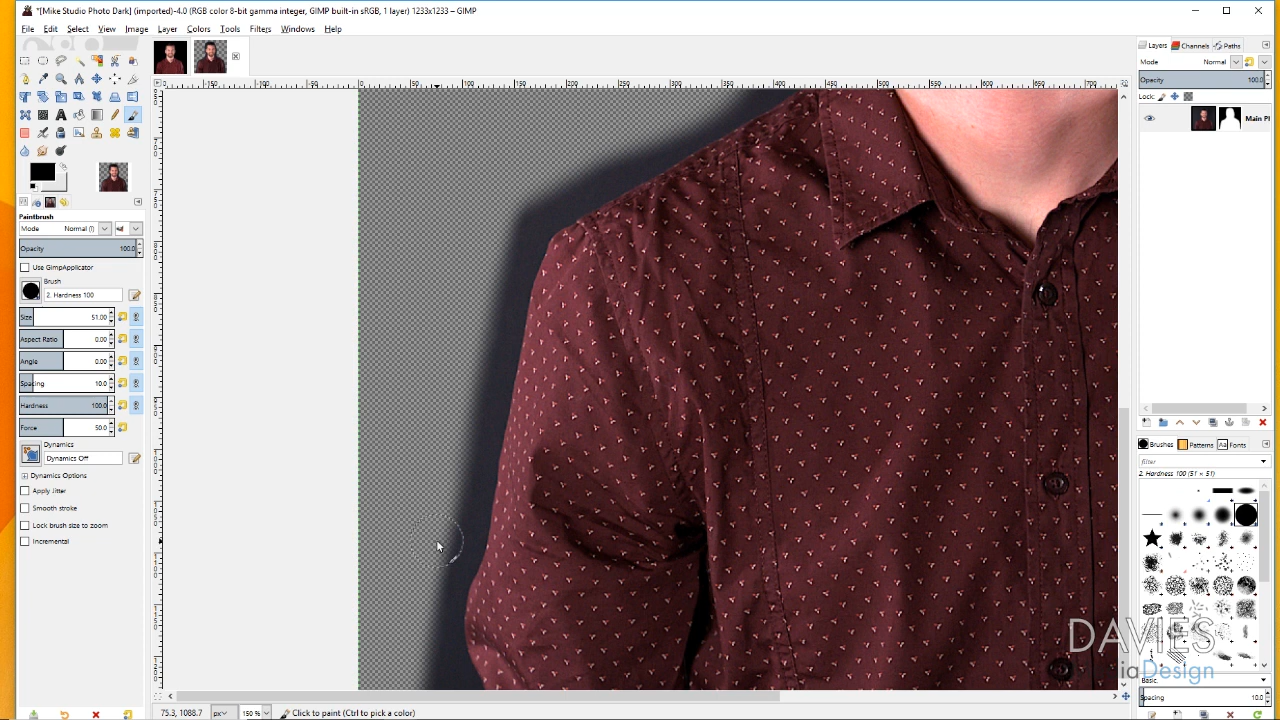 *[Mike Studio Photo Dark] (imported)-4.0 (RGB color 8-bit gamma integer, GIMP built-in sRGB, 1 layer) 1233x1233 – GIMP
File Edit Select View Image Layer Colors Tools Filters Windows Help
Layers Channels Paths
Mode Normal
Opacity 100.0
Lock:
Main Pl
Paintbrush
Mode Normal (l)
Opacity 100.0
Use GimpApplicator
Brush
2. Hardness 100
Size 51.00
Aspect Ratio 0.00
Angle 0.00
Spacing 10.0
Hardness 100.0
Force 50.0
Dynamics
Dynamics Off
Dynamics Options
Apply Jitter
Smooth stroke
Lock brush size to zoom
Incremental
Brushes Patterns Fonts
filter
2. Hardness 100 (51 × 51)
DAVIES
iaDesign
Basic,
Spacing 10.0
75.3, 1088.7 px 150 % Click to paint (Ctrl to pick a color)